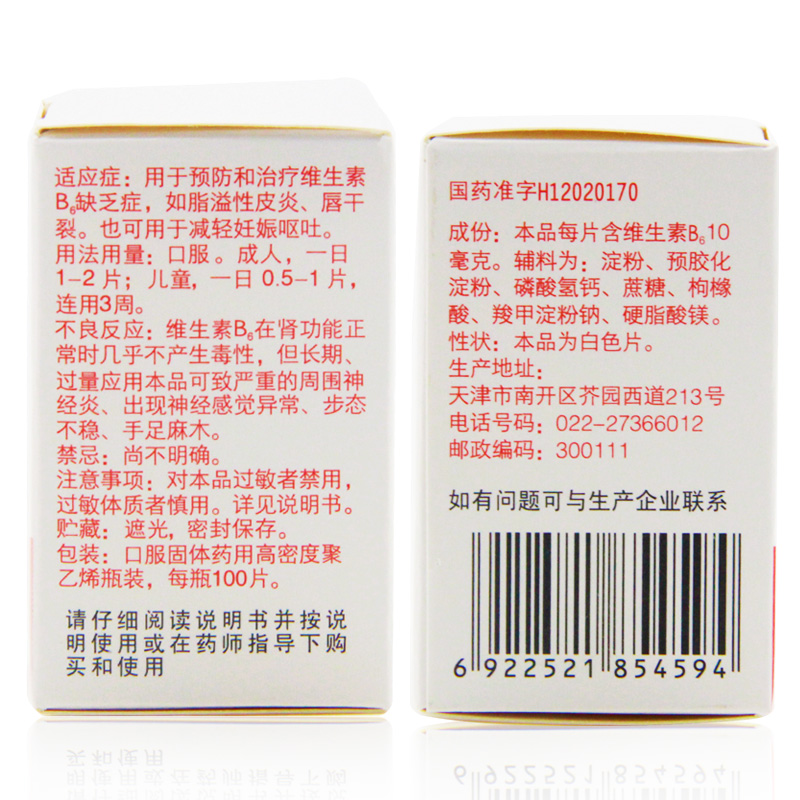 适应症：用于预防和治疗维生素
B₆缺乏症，如脂溢性皮炎、唇干
裂。也可用于减轻妊娠呕吐。
用法用量：口服。成人，一日
1-2片；儿童，一日 0.5-1片，
连用3周。
不良反应：维生素B₆在肾功能正
常时几乎不产生毒性，但长期、
过量应用本品可致严重的周围神
经炎、出现神经感觉异常、步态
不稳、手足麻木。
禁忌：尚不明确。
注意事项：对本品过敏者禁用，
过敏体质者慎用。详见说明书。
贮藏：遮光，密封保存。
包装：口服固体药用高密度聚
乙烯瓶装，每瓶100片。
请仔细阅读说明书并按说
明使用或在药师指导下购
买和使用
国药准字H12020170
成份：本品每片含维生素B₆10
毫克。辅料为：淀粉、预胶化
淀粉、磷酸氢钙、蔗糖、枸橼
酸、羧甲淀粉钠、硬脂酸镁。
性状：本品为白色片。
生产地址：
天津市南开区芥园西道213号
电话号码：022-27366012
邮政编码：300111
如有问题可与生产企业联系
6 922521 854594